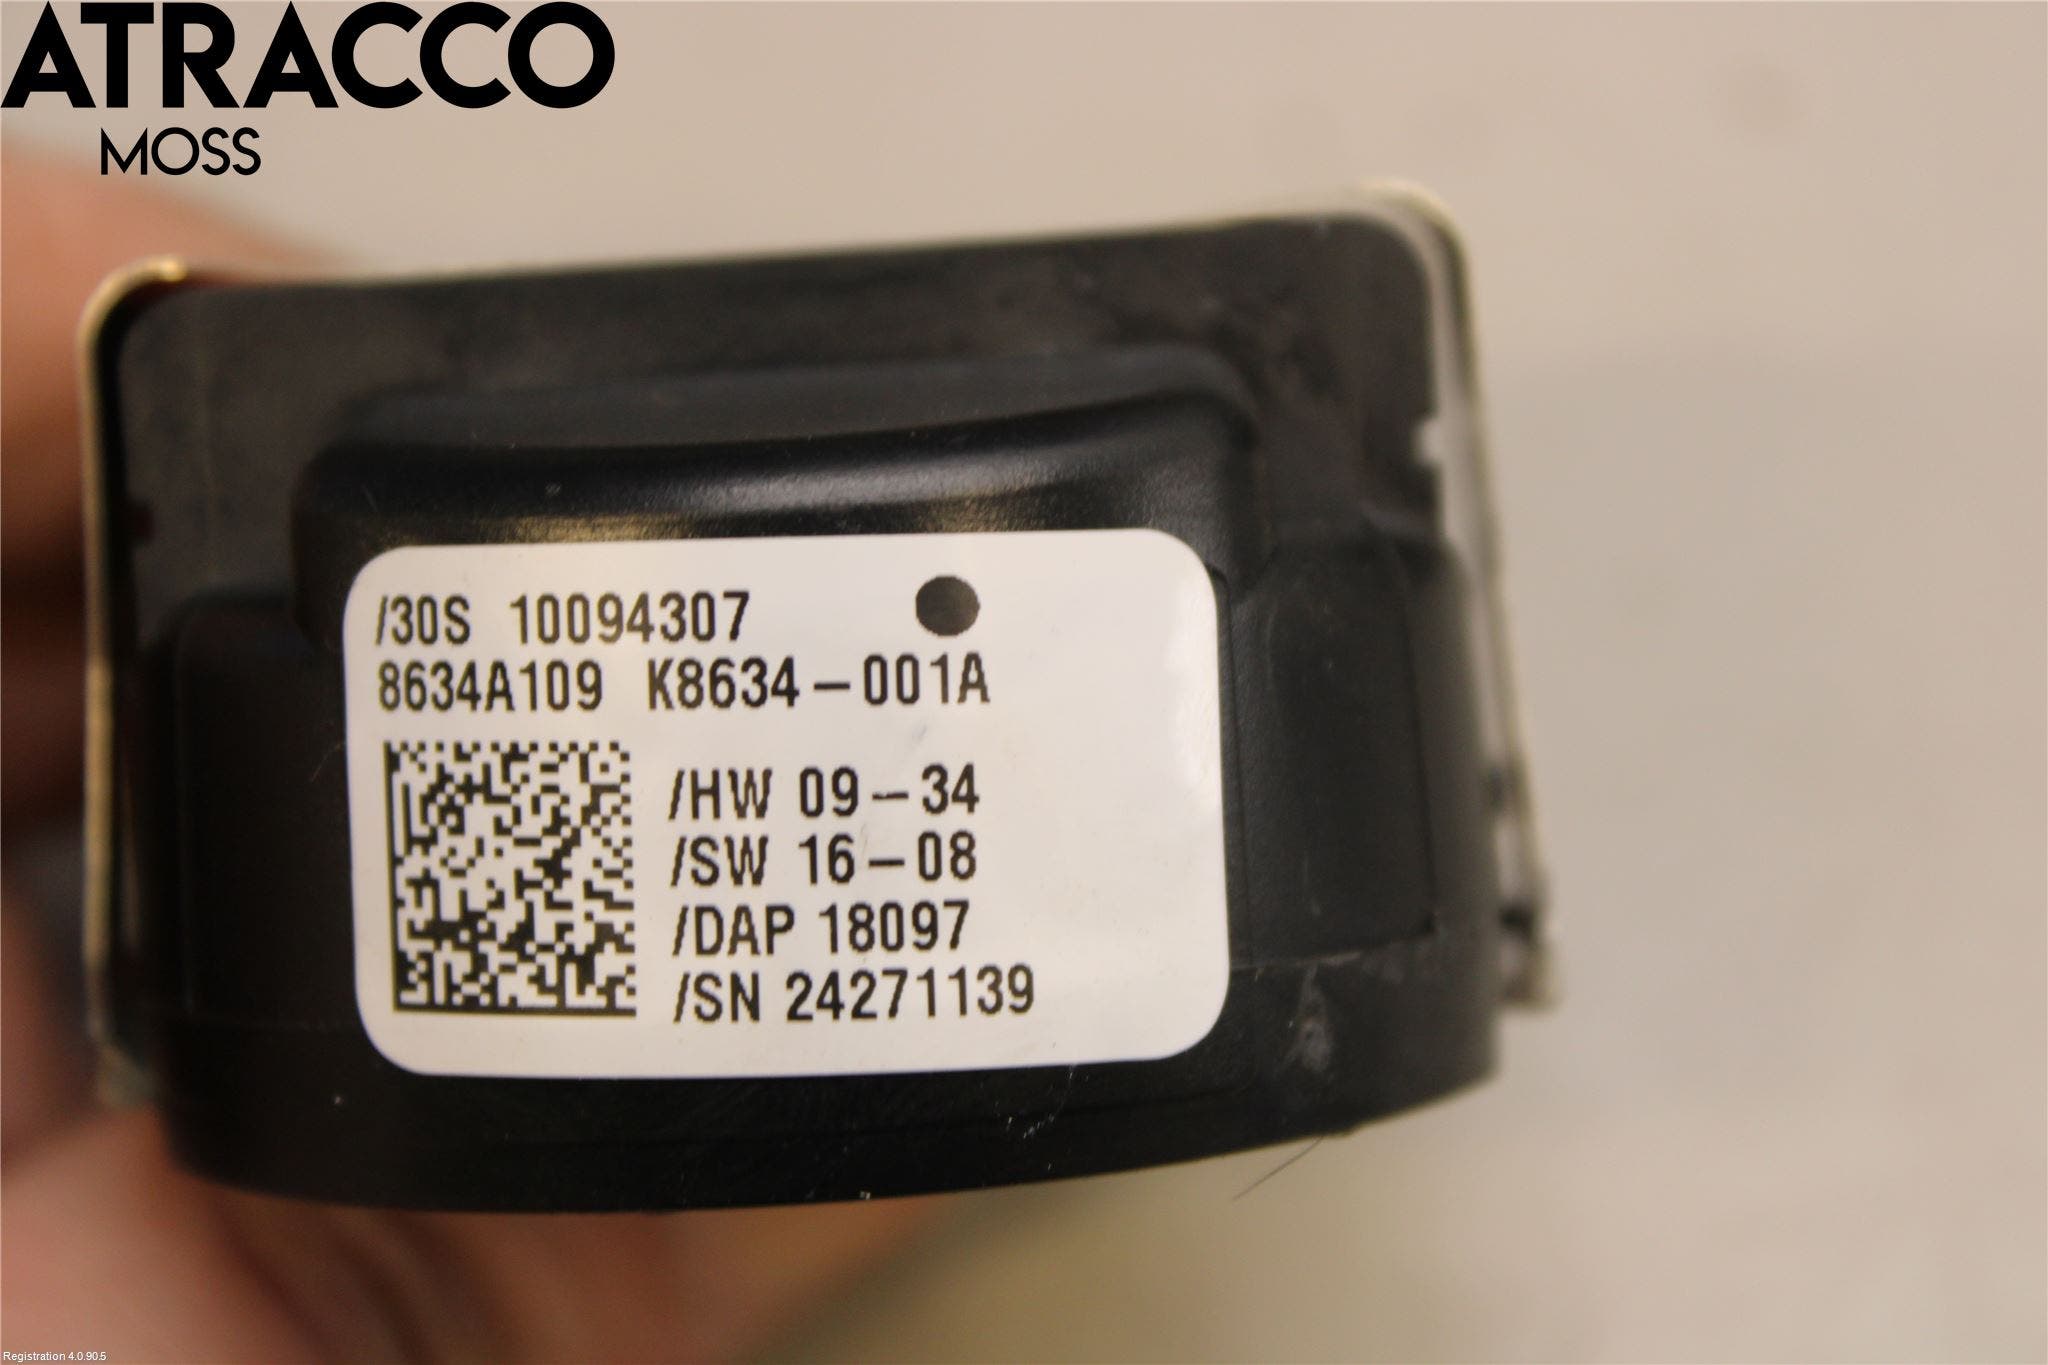 ATRACCO
MOSS
/30S 10094307
8634A109 K8634-001A
/HW 09-34
/SW 16-08
/DAP 18097
/SN 24271139
Registration 4.0.90.5